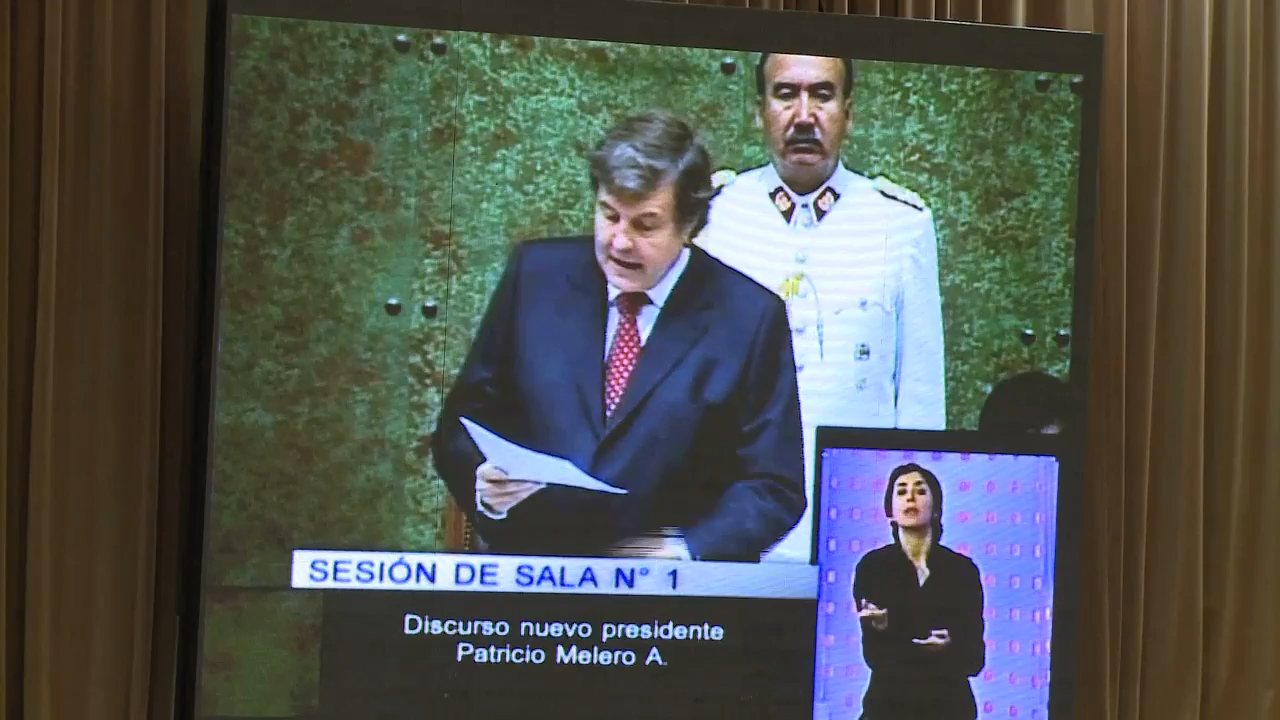 SESIÓN DE SALA N° 1
Discurso nuevo presidente
Patricio Melero A.